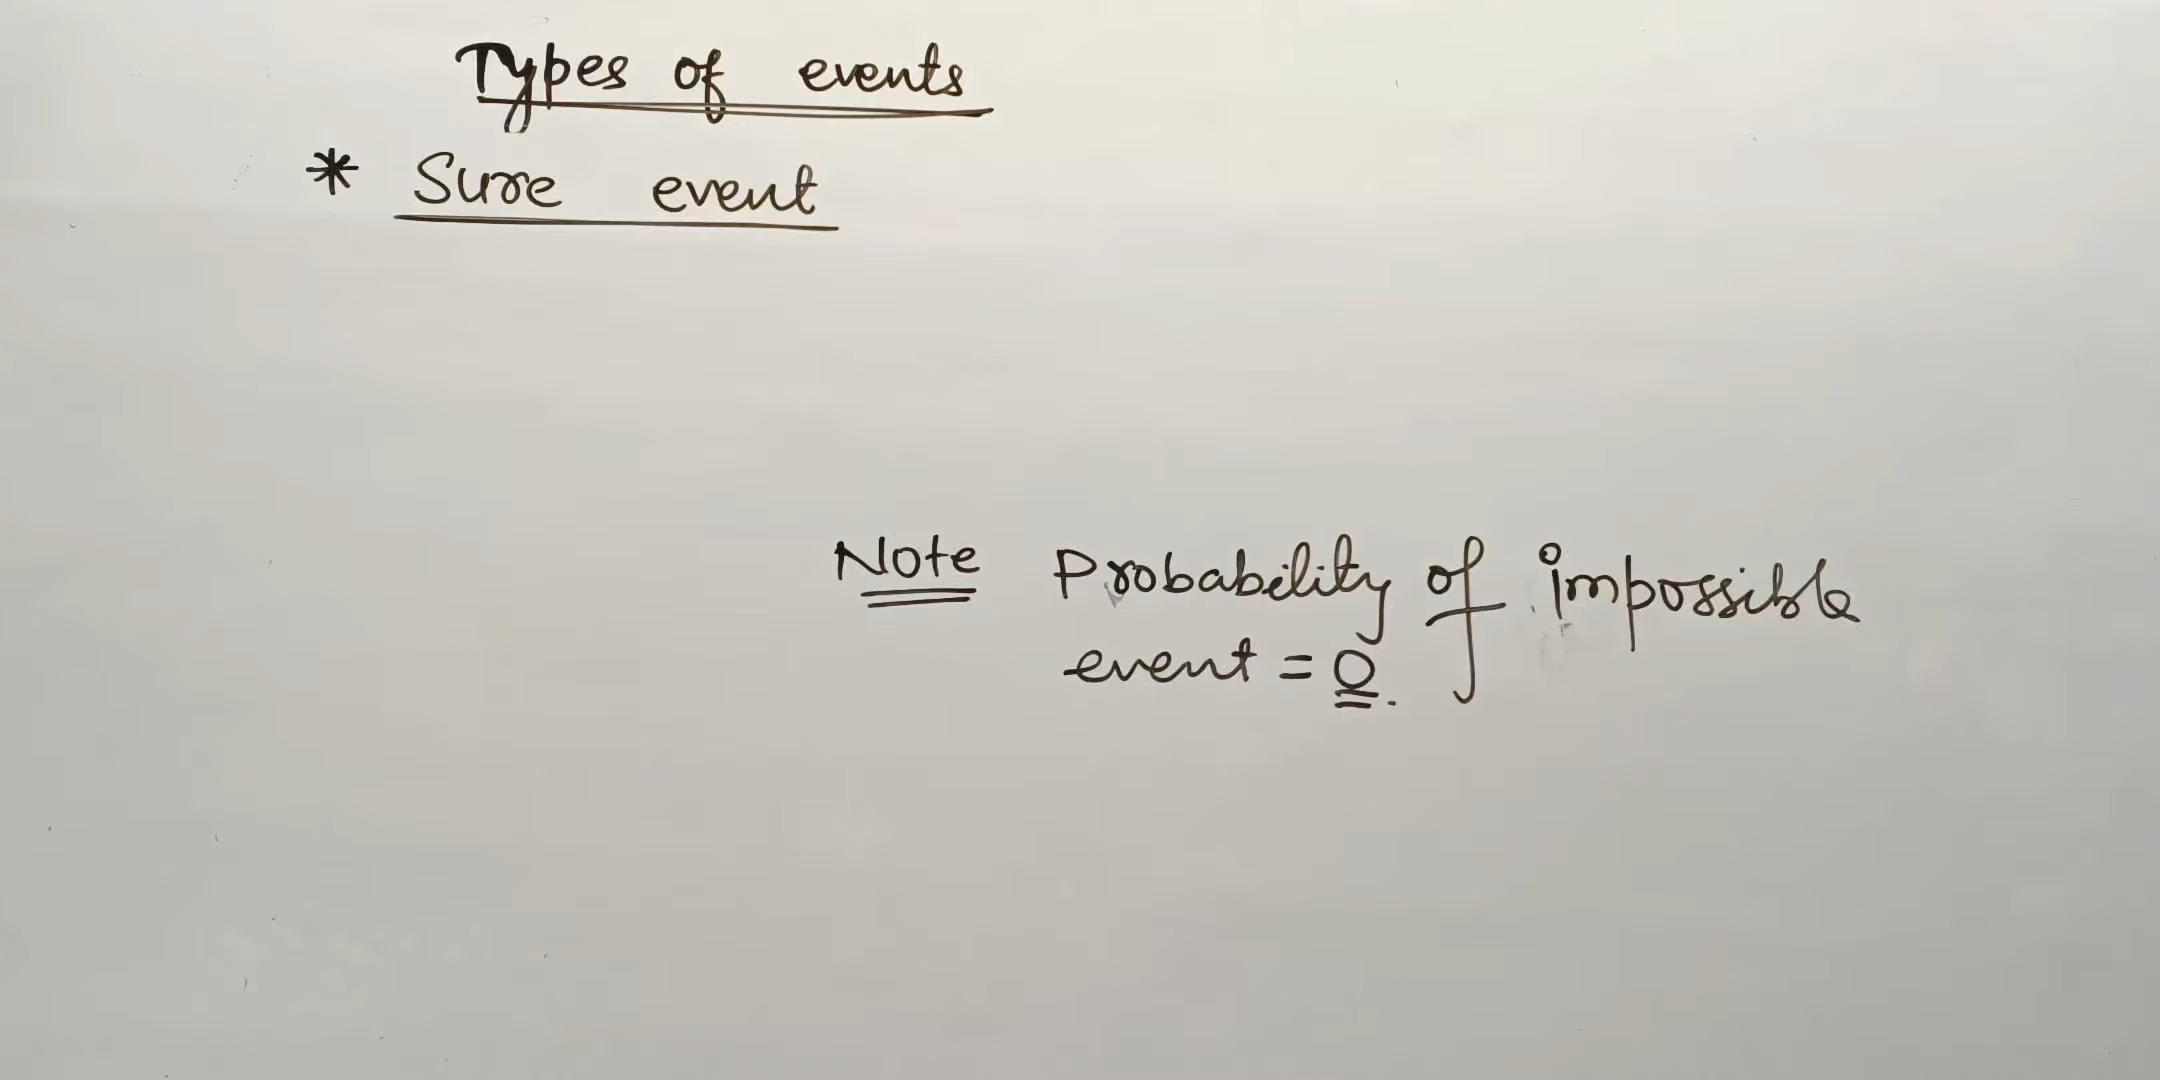 Types of events
* Sure event
Note Probability of impossible
event = 0.